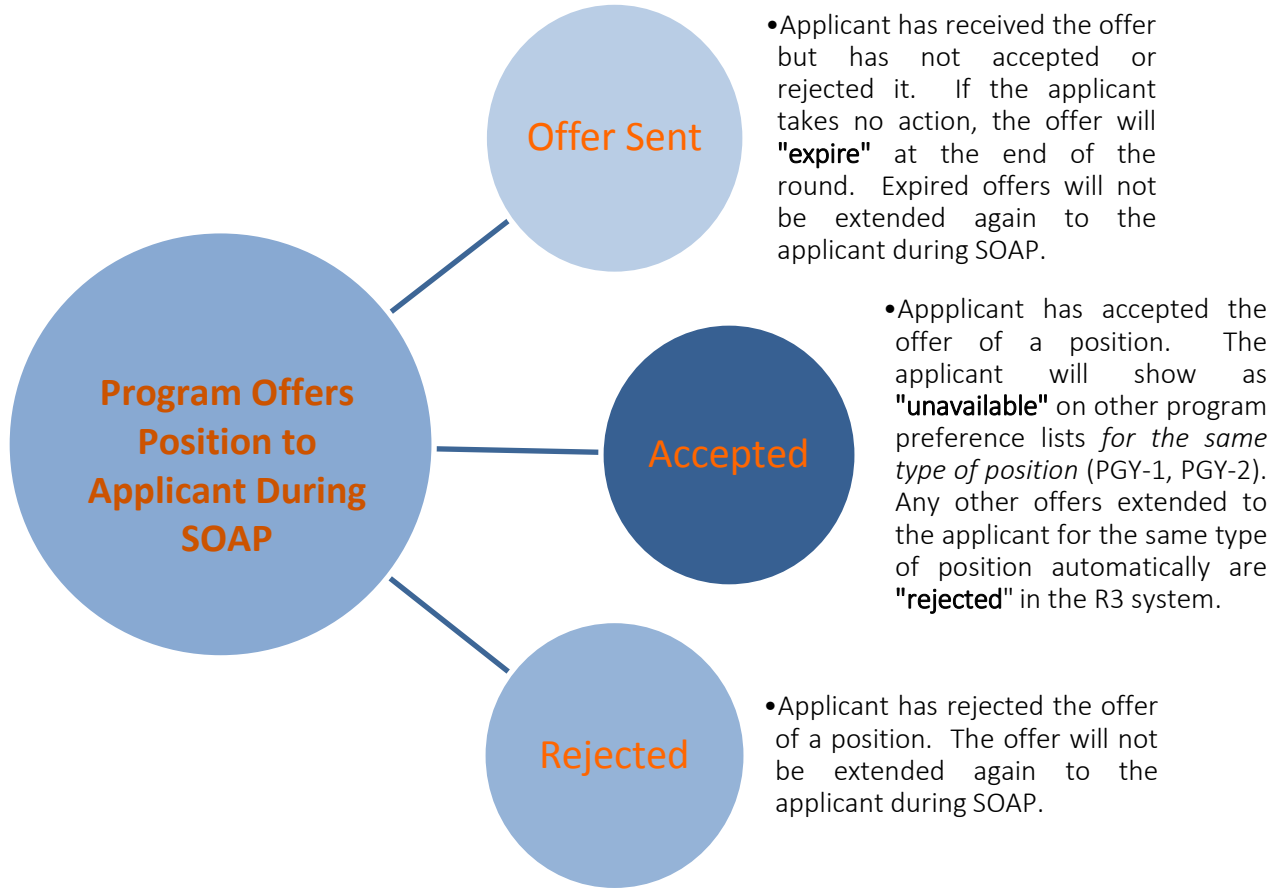 Program Offers
Position to
Applicant During
SOAP
Offer Sent
•Applicant has received the offer
but has not accepted or
rejected it. If the applicant
takes no action, the offer will
"expire" at the end of the
round. Expired offers will not
be extended again to the
applicant during SOAP.
Accepted
•Appplicant has accepted the
offer of a position. The
applicant will show as
"unavailable" on other program
preference lists for the same
type of position (PGY-1, PGY-2).
Any other offers extended to
the applicant for the same type
of position automatically are
"rejected" in the R3 system.
Rejected
•Applicant has rejected the offer
of a position. The offer will not
be extended again to the
applicant during SOAP.